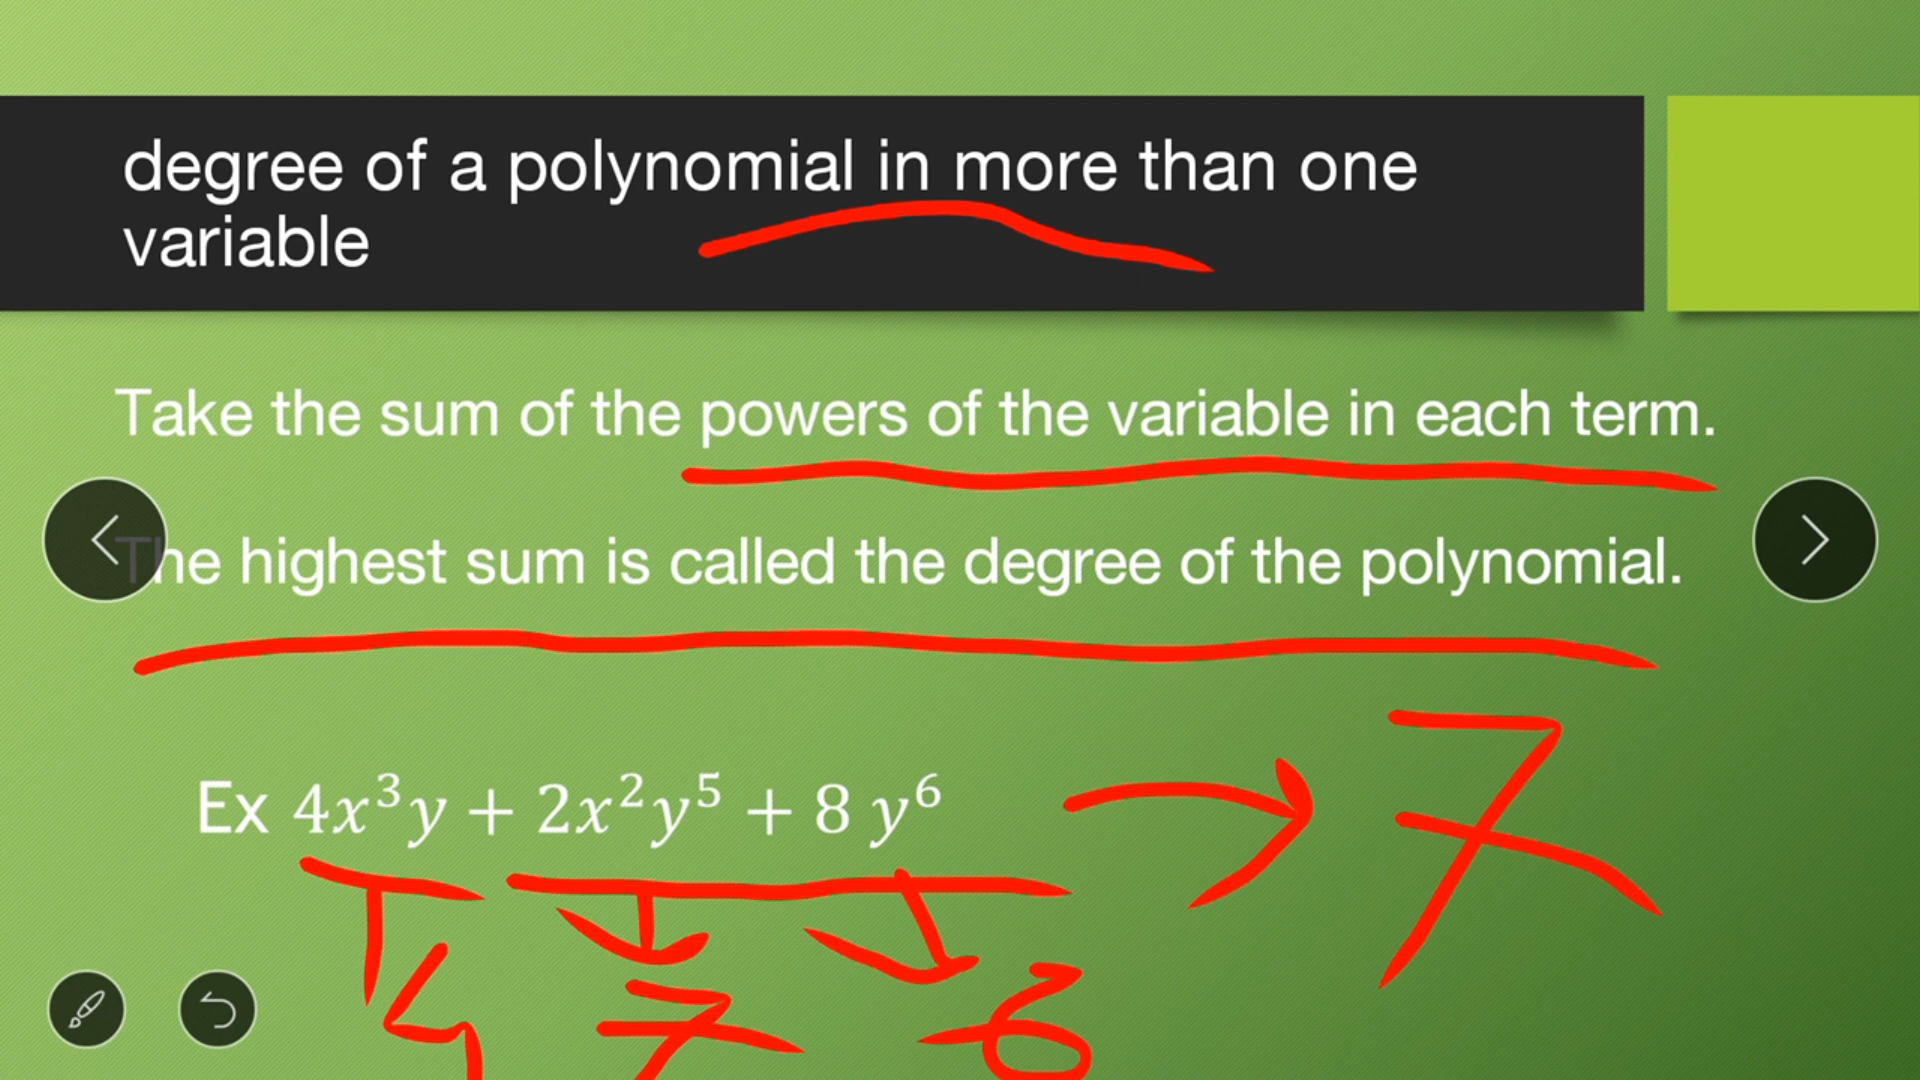 degree of a polynomial in more than one
variable
Take the sum of the powers of the variable in each term.
The highest sum is called the degree of the polynomial.
Ex 4x³y + 2x²y⁵ + 8 y⁶
7
4 7 6